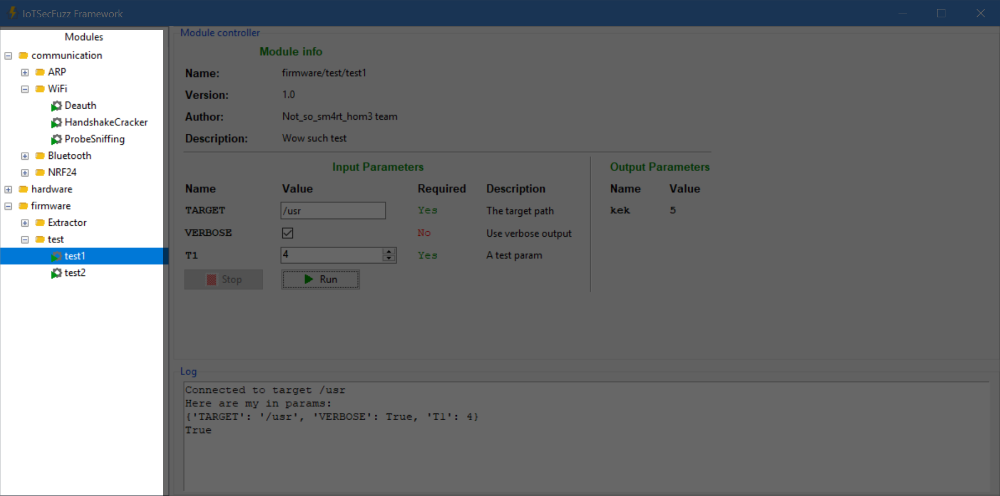 IoTSecFuzz Framework
Modules
communication
ARP
WiFi
Deauth
HandshakeCracker
ProbeSniffing
Bluetooth
NRF24
hardware
firmware
Extractor
test
test1
test2
Module controller
Module info
Name: firmware/test/test1
Version: 1.0
Author: Not_so_sm4rt_hom3 team
Description: Wow such test
Input Parameters
Name Value Required Description
TARGET /usr Yes The target path
VERBOSE No Use verbose output
T1 4 Yes A test param
Stop Run
Output Parameters
Name Value
kek 5
Log
Connected to target /usr
Here are my in params:
{'TARGET': '/usr', 'VERBOSE': True, 'T1': 4}
True